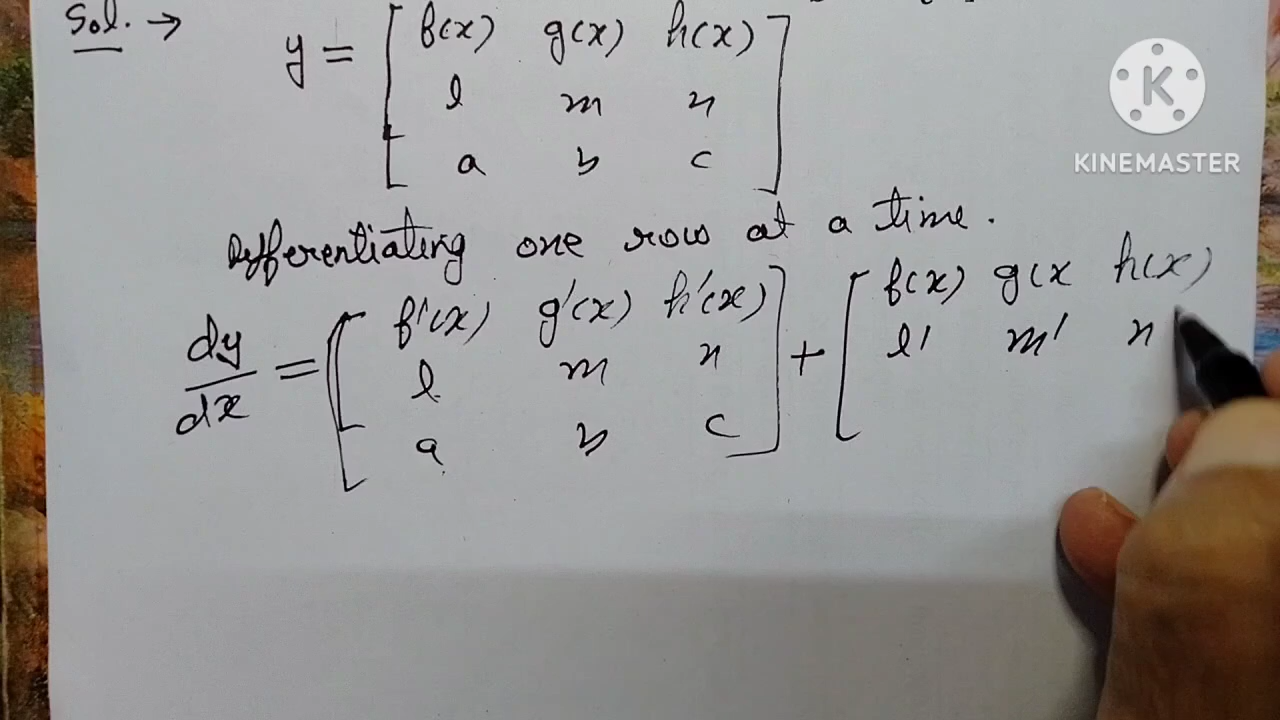 Sol. →
y = [ f(x) g(x) h(x) ]
l m n
a b c
K
KINEMASTER
Differentiating one row at a time.
dy/dx = [ f'(x) g'(x) h'(x) ] + [ f(x) g(x h(x)
l m n l' m' n
a b c